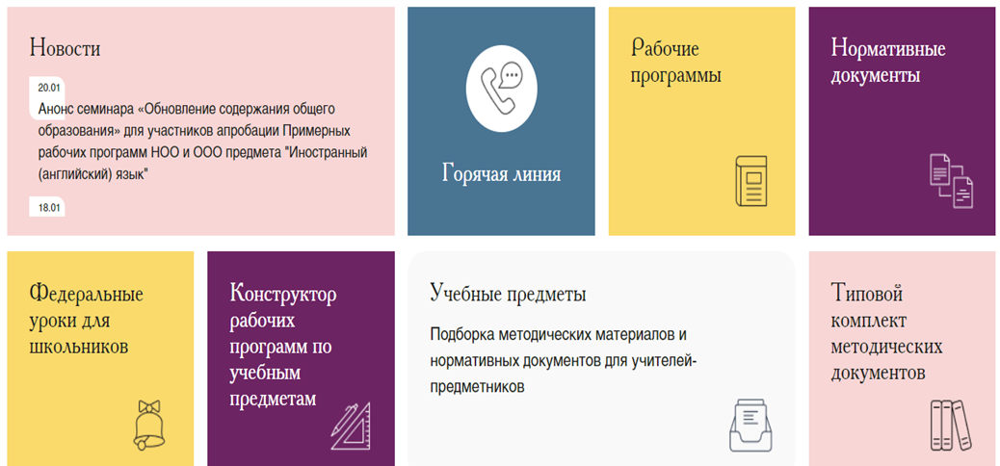 Новости
20.01
Анонс семинара «Обновление содержания общего
образования» для участников апробации Примерных
рабочих программ НОО и ООО предмета "Иностранный
(английский) язык"
18.01
Горячая линия
Рабочие
программы
Нормативные
документы
Федеральные
уроки для
школьников
Конструктор
рабочих
программ по
учебным
предметам
Учебные предметы
Подборка методических материалов и
нормативных документов для учителей-
предметников
Типовой
комплект
методических
документов